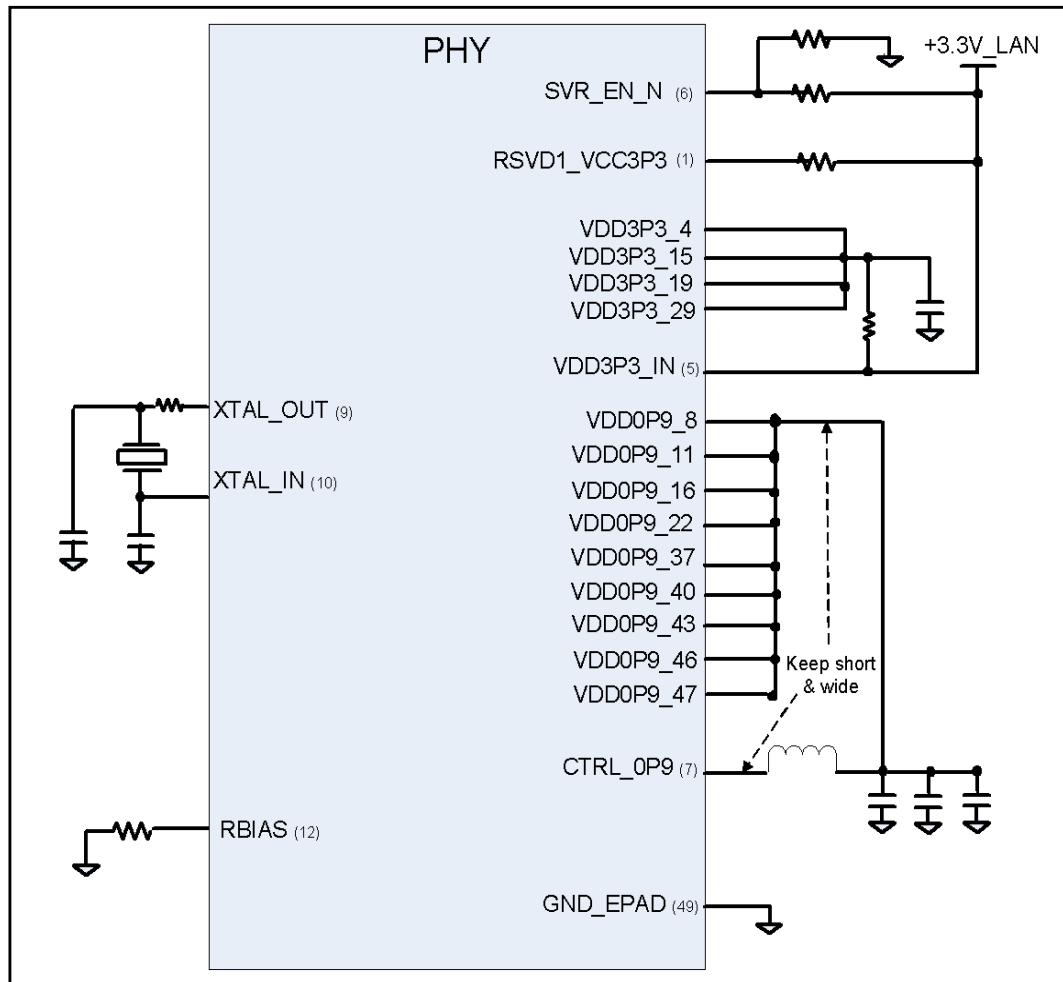 PHY
+3.3V_LAN
SVR_EN_N (6)
RSVD1_VCC3P3 (1)
VDD3P3_4
VDD3P3_15
VDD3P3_19
VDD3P3_29
VDD3P3_IN (5)
XTAL_OUT (9)
XTAL_IN (10)
VDD0P9_8
VDD0P9_11
VDD0P9_16
VDD0P9_22
VDD0P9_37
VDD0P9_40
VDD0P9_43
VDD0P9_46
VDD0P9_47
Keep short
& wide
CTRL_0P9 (7)
RBIAS (12)
GND_EPAD (49)